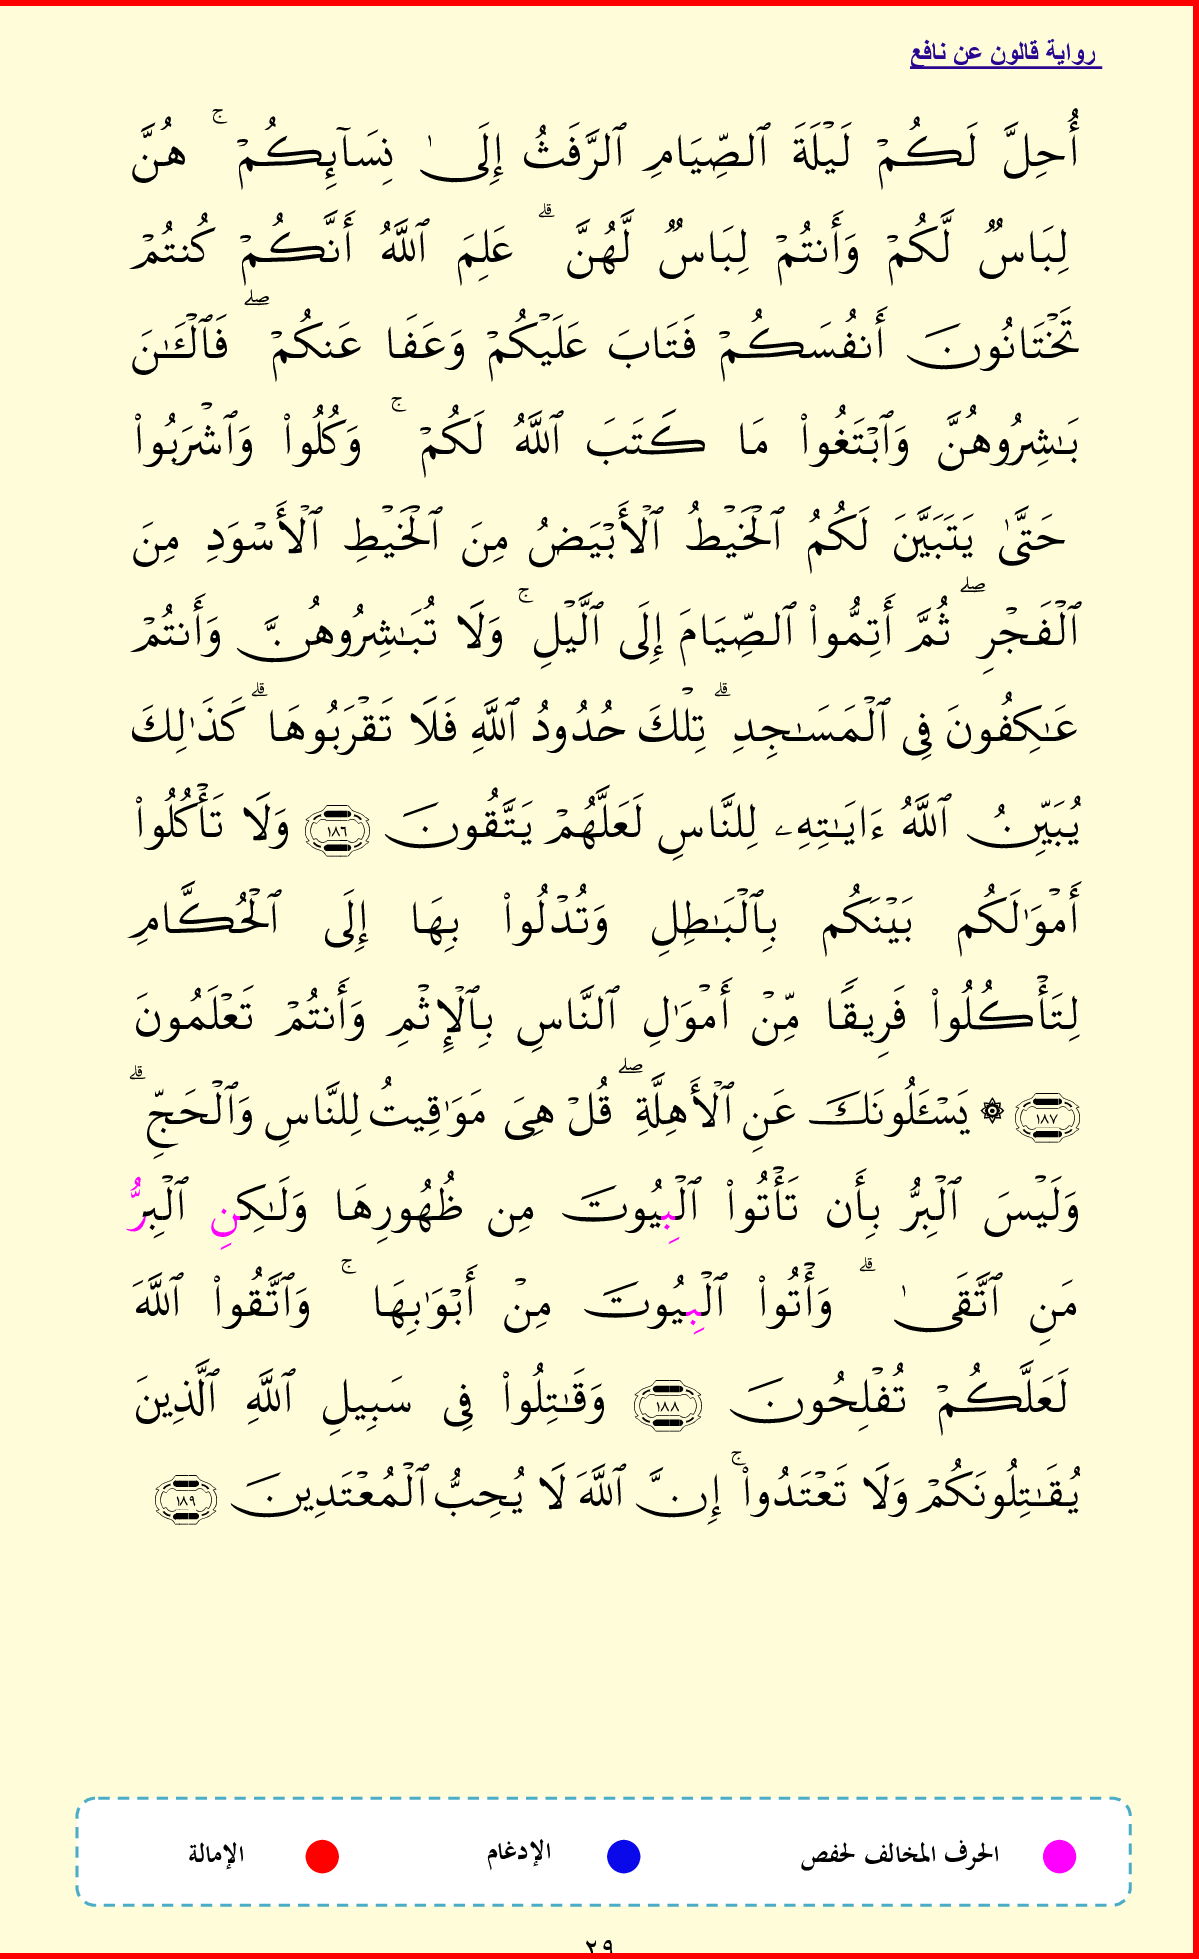 رواية قالون عن نافع
أُحِلَّ لَكُمۡ لَيۡلَةَ ٱلصِّيَامِ ٱلرَّفَثُ إِلَىٰ نِسَآئِكُمۡۚ هُنَّ
لِبَاسٞ لَّكُمۡ وَأَنتُمۡ لِبَاسٞ لَّهُنَّۗ عَلِمَ ٱللَّهُ أَنَّكُمۡ كُنتُمۡ
تَخۡتَانُونَ أَنفُسَكُمۡ فَتَابَ عَلَيۡكُمۡ وَعَفَا عَنكُمۡۖ فَٱلۡـَٰٔنَ
بَٰشِرُوهُنَّ وَٱبۡتَغُواْ مَا كَتَبَ ٱللَّهُ لَكُمۡۚ وَكُلُواْ وَٱشۡرَبُواْ
حَتَّىٰ يَتَبَيَّنَ لَكُمُ ٱلۡخَيۡطُ ٱلۡأَبۡيَضُ مِنَ ٱلۡخَيۡطِ ٱلۡأَسۡوَدِ مِنَ
ٱلۡفَجۡرِۖ ثُمَّ أَتِمُّواْ ٱلصِّيَامَ إِلَى ٱلَّيۡلِۚ وَلَا تُبَٰشِرُوهُنَّ وَأَنتُمۡ
عَٰكِفُونَ فِي ٱلۡمَسَٰجِدِۗ تِلۡكَ حُدُودُ ٱللَّهِ فَلَا تَقۡرَبُوهَاۗ كَذَٰلِكَ
يُبَيِّنُ ٱللَّهُ ءَايَٰتِهِۦ لِلنَّاسِ لَعَلَّهُمۡ يَتَّقُونَ ١٨٦ وَلَا تَأۡكُلُواْ
أَمۡوَٰلَكُم بَيۡنَكُم بِٱلۡبَٰطِلِ وَتُدۡلُواْ بِهَا إِلَى ٱلۡحُكَّامِ
لِتَأۡكُلُواْ فَرِيقٗا مِّنۡ أَمۡوَٰلِ ٱلنَّاسِ بِٱلۡإِثۡمِ وَأَنتُمۡ تَعۡلَمُونَ
١٨٧ ۞ يَسۡـَٔلُونَكَ عَنِ ٱلۡأَهِلَّةِۖ قُلۡ هِيَ مَوَٰقِيتُ لِلنَّاسِ وَٱلۡحَجِّۗ
وَلَيۡسَ ٱلۡبِرُّ بِأَن تَأۡتُواْ ٱلۡبِيُوتَ مِن ظُهُورِهَا وَلَٰكِنِ ٱلۡبِرُّ
مَنِ ٱتَّقَىٰۗ وَأۡتُواْ ٱلۡبِيُوتَ مِنۡ أَبۡوَٰبِهَاۚ وَٱتَّقُواْ ٱللَّهَ
لَعَلَّكُمۡ تُفۡلِحُونَ ١٨٨ وَقَٰتِلُواْ فِي سَبِيلِ ٱللَّهِ ٱلَّذِينَ
يُقَٰتِلُونَكُمۡ وَلَا تَعۡتَدُوٓاْۚ إِنَّ ٱللَّهَ لَا يُحِبُّ ٱلۡمُعۡتَدِينَ ١٨٩
الحرف المخالف لحفص الإدغام الإمالة
٢٩